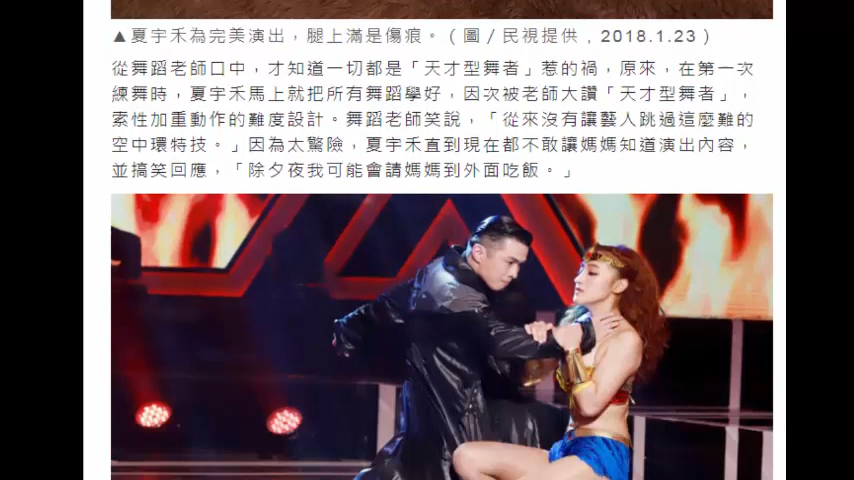 ▲夏宇禾為完美演出，腿上滿是傷痕。（圖／民視提供，2018.1.23）
從舞蹈老師口中，才知道一切都是「天才型舞者」惹的禍，原來，在第一次
練舞時，夏宇禾馬上就把所有舞蹈學好，因次被老師大讚「天才型舞者」，
索性加重動作的難度設計。舞蹈老師笑說，「從來沒有讓藝人跳過這麼難的
空中環特技。」因為太驚險，夏宇禾直到現在都不敢讓媽媽知道演出內容，
並搞笑回應，「除夕夜我可能會請媽媽到外面吃飯。」